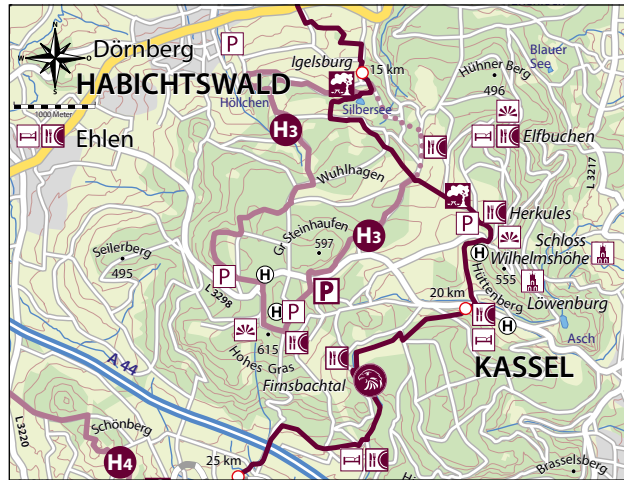 N
W
O
S
Dörnberg
HABICHTSWALD
1000 Meter
Ehlen
P
Höllchen
Igelsburg
15 km
Silbersee
Hühner Berg
496
Blauer
See
Elfbuchen
L 3217
H3
Wuhlhagen
Gr. Steinhaufen
597
H3
P
Herkules
Schloss
Wilhelmshöhe
H
Hüttenberg
555
Löwenburg
Seilerberg
495
P
L 3298
H
H
P
P
20 km
H
Asch
KASSEL
615
Hohes Gras
Firnsbachtal
A 44
Schönberg
L 3220
H4
25 km
Brasselsberg